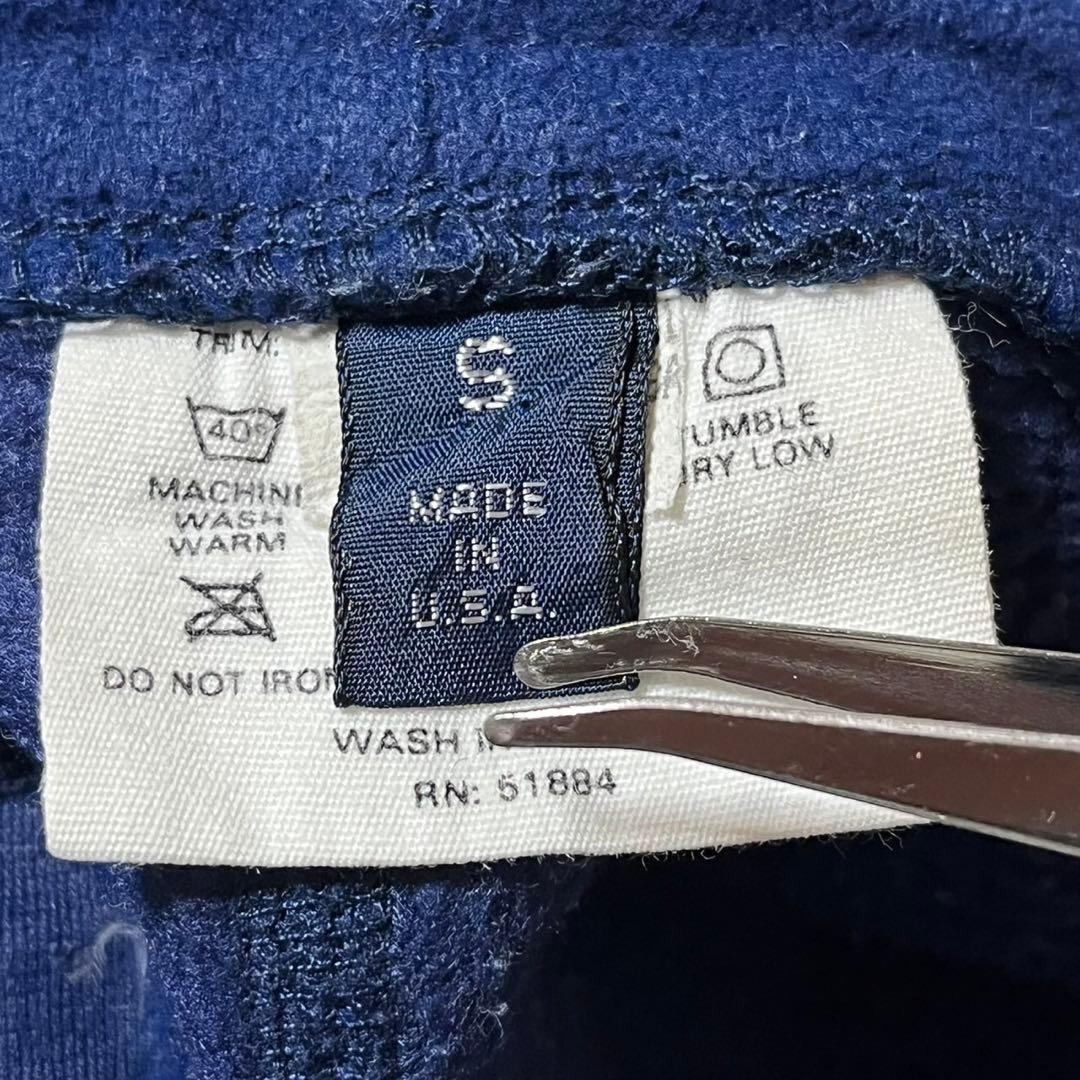 TRIM:
40°
MACHINE
WASH
WARM
DO NOT IRON
S
MADE
IN
U.S.A.
TUMBLE
DRY LOW
WASH
RN: 51884